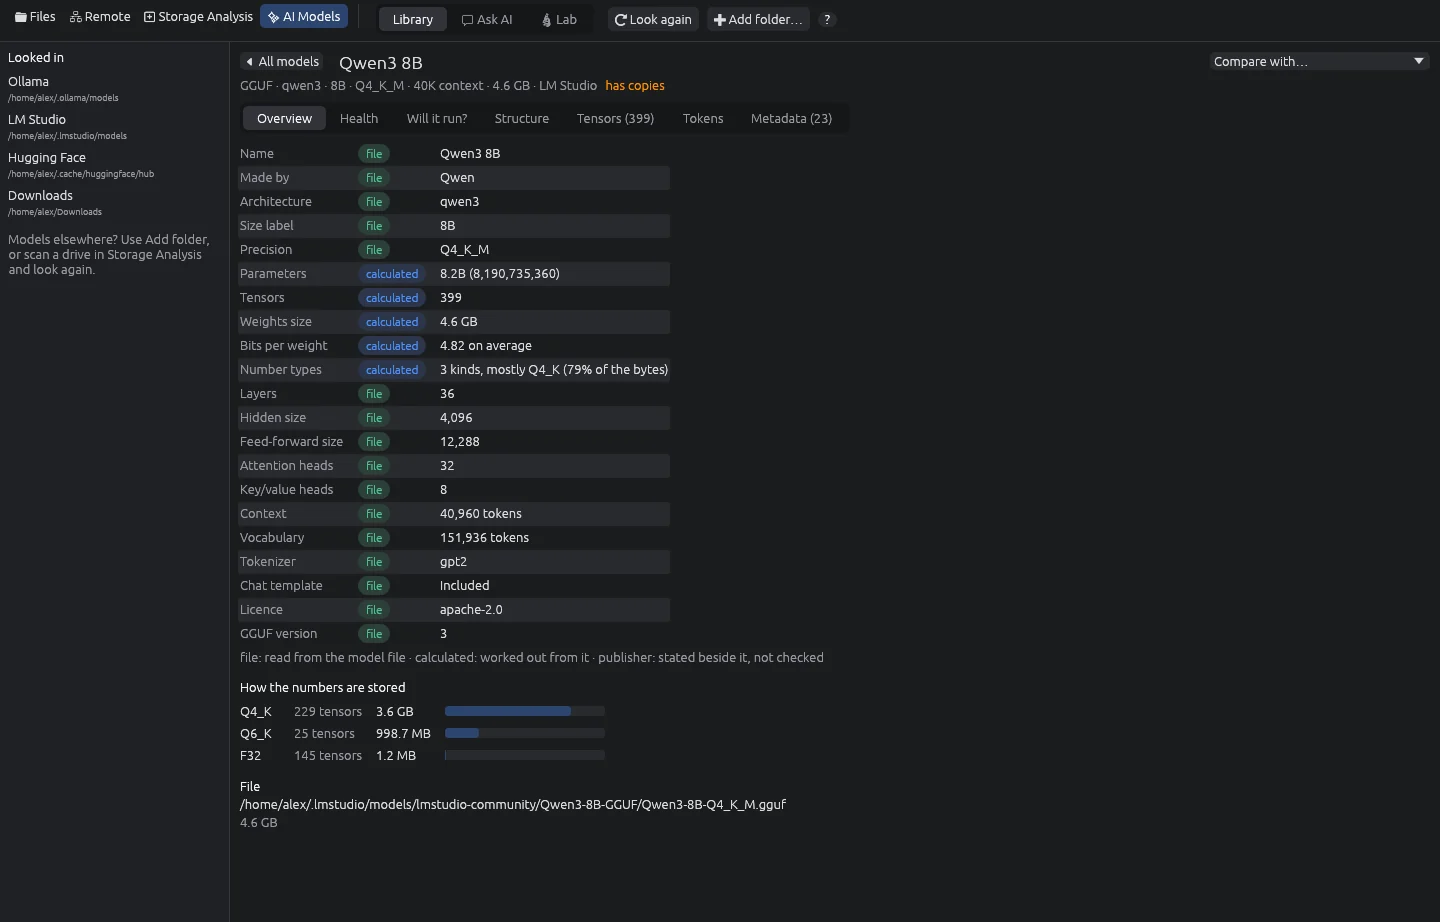 Files Remote Storage Analysis AI Models Library Ask AI Lab Look again Add folder... ?
Looked in
Ollama
/home/alex/.ollama/models
LM Studio
/home/alex/.lmstudio/models
Hugging Face
/home/alex/.cache/huggingface/hub
Downloads
/home/alex/Downloads
Models elsewhere? Use Add folder,
or scan a drive in Storage Analysis
and look again.
All models Qwen3 8B Compare with...
GGUF · qwen3 · 8B · Q4_K_M · 40K context · 4.6 GB · LM Studio has copies
Overview Health Will it run? Structure Tensors (399) Tokens Metadata (23)
Name file Qwen3 8B
Made by file Qwen
Architecture file qwen3
Size label file 8B
Precision file Q4_K_M
Parameters calculated 8.2B (8,190,735,360)
Tensors calculated 399
Weights size calculated 4.6 GB
Bits per weight calculated 4.82 on average
Number types calculated 3 kinds, mostly Q4_K (79% of the bytes)
Layers file 36
Hidden size file 4,096
Feed-forward size file 12,288
Attention heads file 32
Key/value heads file 8
Context file 40,960 tokens
Vocabulary file 151,936 tokens
Tokenizer file gpt2
Chat template file Included
Licence file apache-2.0
GGUF version file 3
file: read from the model file · calculated: worked out from it · publisher: stated beside it, not checked
How the numbers are stored
Q4_K 229 tensors 3.6 GB
Q6_K 25 tensors 998.7 MB
F32 145 tensors 1.2 MB
File
/home/alex/.lmstudio/models/lmstudio-community/Qwen3-8B-GGUF/Qwen3-8B-Q4_K_M.gguf
4.6 GB